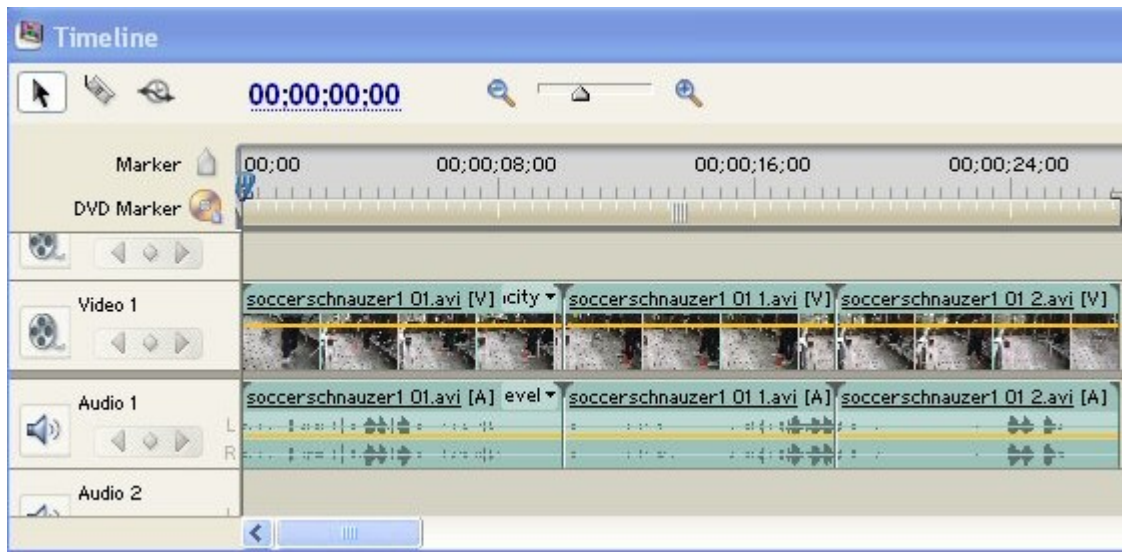 Timeline
00;00;00;00
Marker 00;00 00;00;08;00 00;00;16;00 00;00;24;00
DVD Marker
Video 1 soccerschnauzer1 01.avi [V] icity soccerschnauzer1 01 1.avi [V] soccerschnauzer1 01 2.avi [V]
Audio 1 soccerschnauzer1 01.avi [A] evel soccerschnauzer1 01 1.avi [A] soccerschnauzer1 01 2.avi [A]
L
R
Audio 2